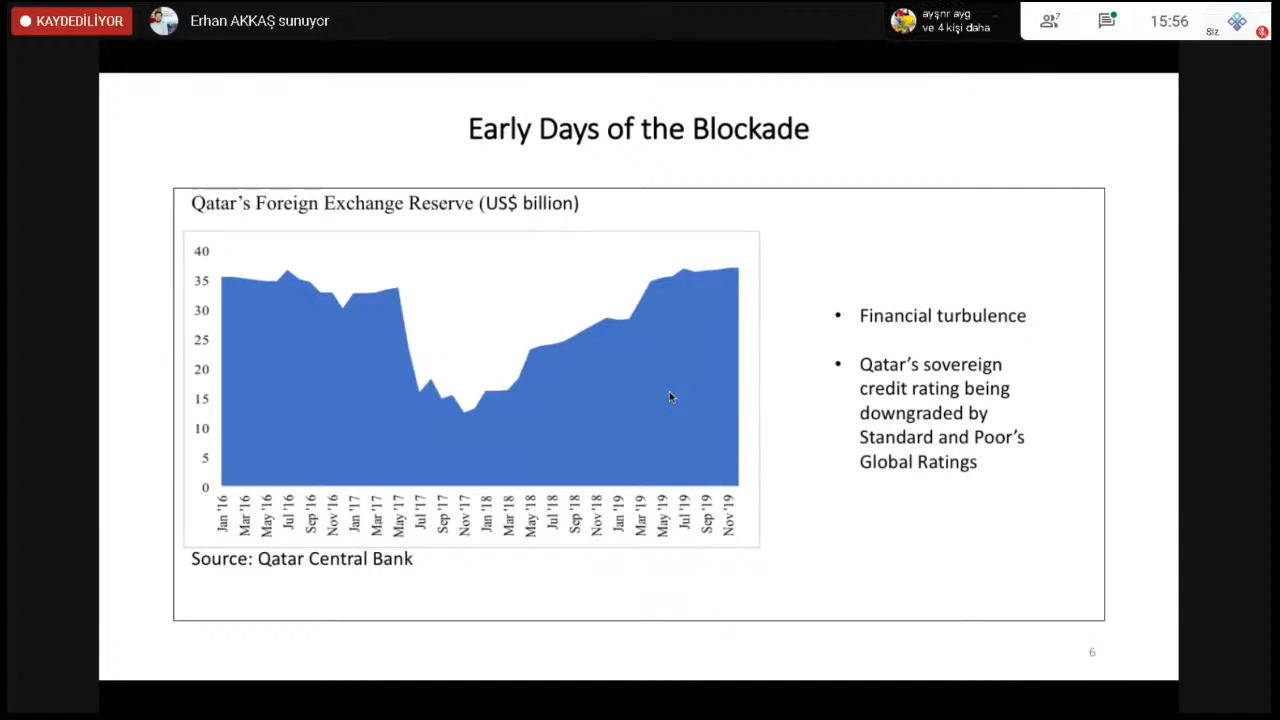 KAYDEDİLİYOR
Erhan AKKAŞ sunuyor
ayşnr ayg
ve 4 kişi daha
7
15:56
Siz
Early Days of the Blockade
Qatar’s Foreign Exchange Reserve (US$ billion)
40
35
30
25
20
15
10
5
0
Jan '16
Mar '16
May '16
Jul '16
Sep '16
Nov '16
Jan '17
Mar '17
May '17
Jul '17
Sep '17
Nov '17
Jan '18
Mar '18
May '18
Jul '18
Sep '18
Nov '18
Jan '19
Mar '19
May '19
Jul '19
Sep '19
Nov '19
Source: Qatar Central Bank
• Financial turbulence
• Qatar’s sovereign
credit rating being
downgraded by
Standard and Poor’s
Global Ratings
6